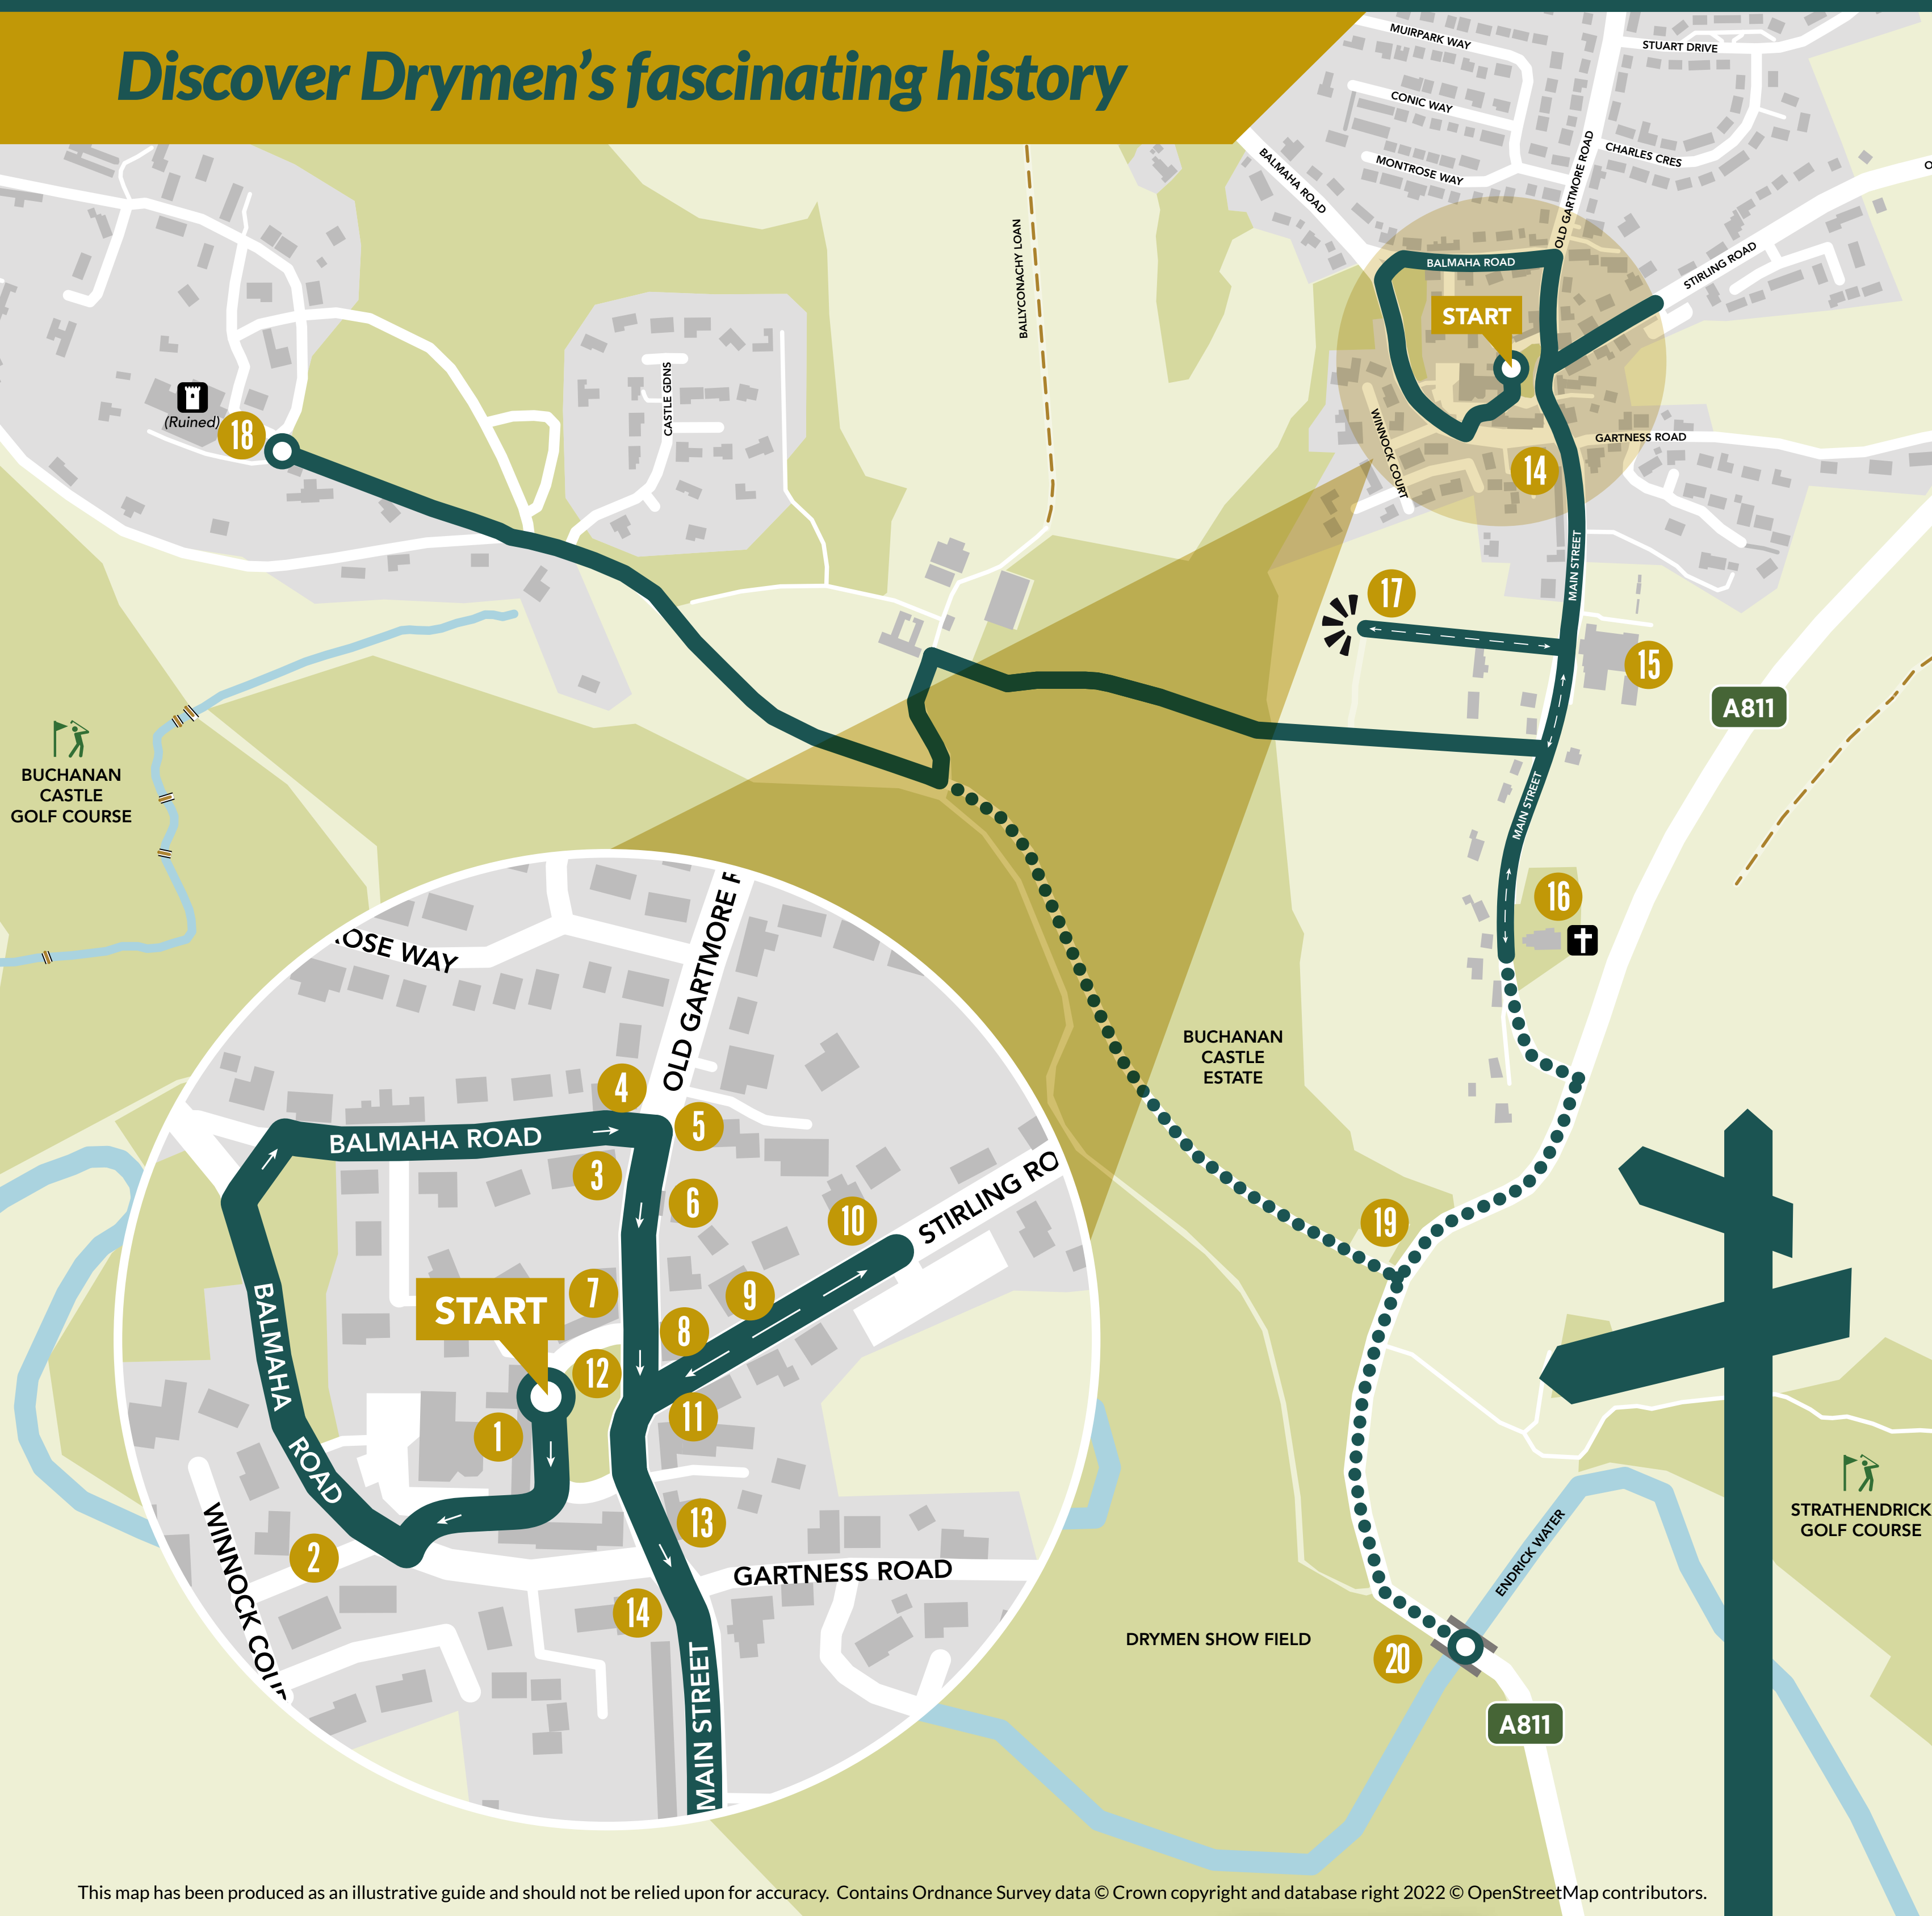 Discover Drymen's fascinating history
MUIRPARK WAY
STUART DRIVE
CONIC WAY
MONTROSE WAY
CHARLES CRES
BALMAHA ROAD
OLD GARTMORE ROAD
O
BALLYCONACHY LOAN
BALMAHA ROAD
STIRLING ROAD
START
CASTLE GDNS
(Ruined)
18
WINNOCK COURT
GARTNESS ROAD
14
MAIN STREET
17
15
A811
BUCHANAN
CASTLE
GOLF COURSE
MAIN STREET
16
BUCHANAN
CASTLE
ESTATE
19
OSE WAY
OLD GARTMORE R
4
5
BALMAHA ROAD
3
6
10
STIRLING RO
7
9
START
8
12
BALMAHA
ROAD
1
11
13
2
WINNOCK COUR
GARTNESS ROAD
14
MAIN STREET
STRATHENDRICK
GOLF COURSE
ENDRICK WATER
DRYMEN SHOW FIELD
20
A811
This map has been produced as an illustrative guide and should not be relied upon for accuracy. Contains Ordnance Survey data © Crown copyright and database right 2022 © OpenStreetMap contributors.